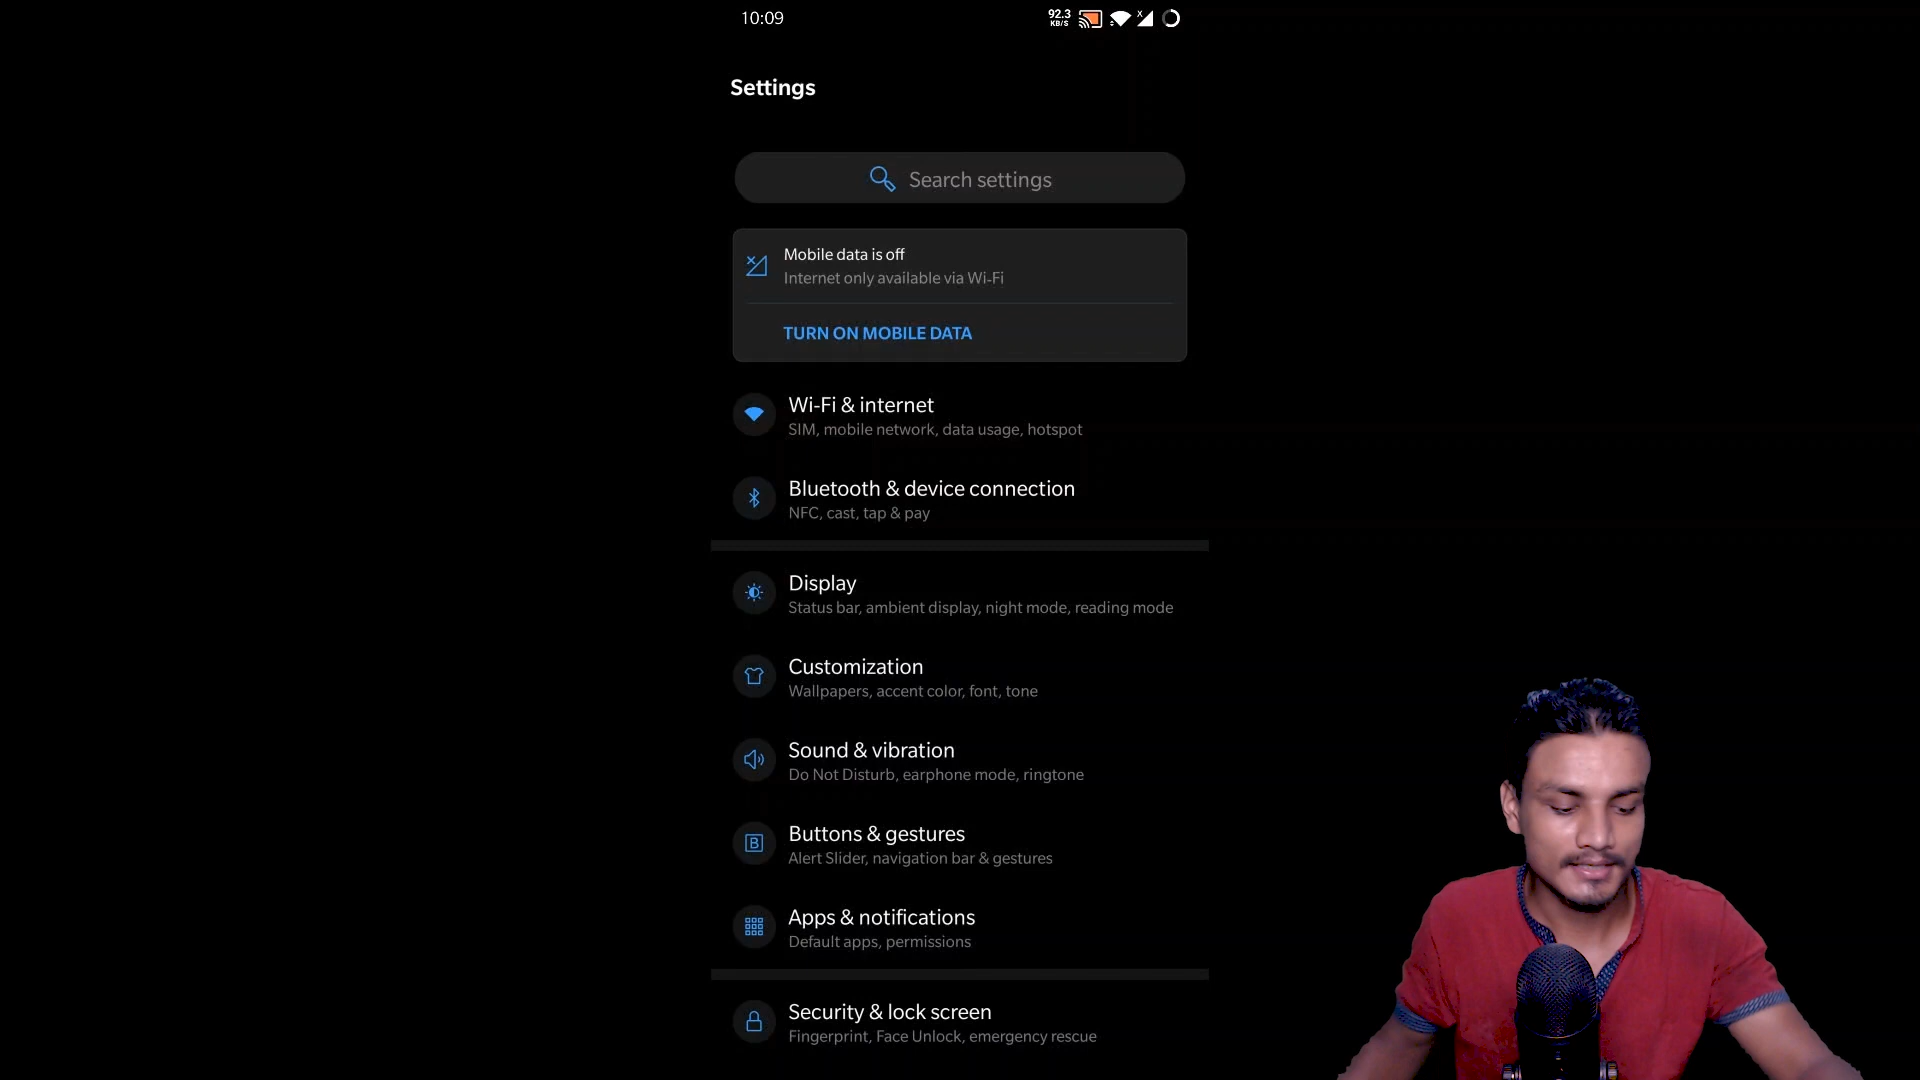 10:09
92.3
KB/S
Settings
Search settings
Mobile data is off
Internet only available via Wi-Fi
TURN ON MOBILE DATA
Wi-Fi & internet
SIM, mobile network, data usage, hotspot
Bluetooth & device connection
NFC, cast, tap & pay
Display
Status bar, ambient display, night mode, reading mode
Customization
Wallpapers, accent color, font, tone
Sound & vibration
Do Not Disturb, earphone mode, ringtone
B
Buttons & gestures
Alert Slider, navigation bar & gestures
Apps & notifications
Default apps, permissions
Security & lock screen
Fingerprint, Face Unlock, emergency rescue